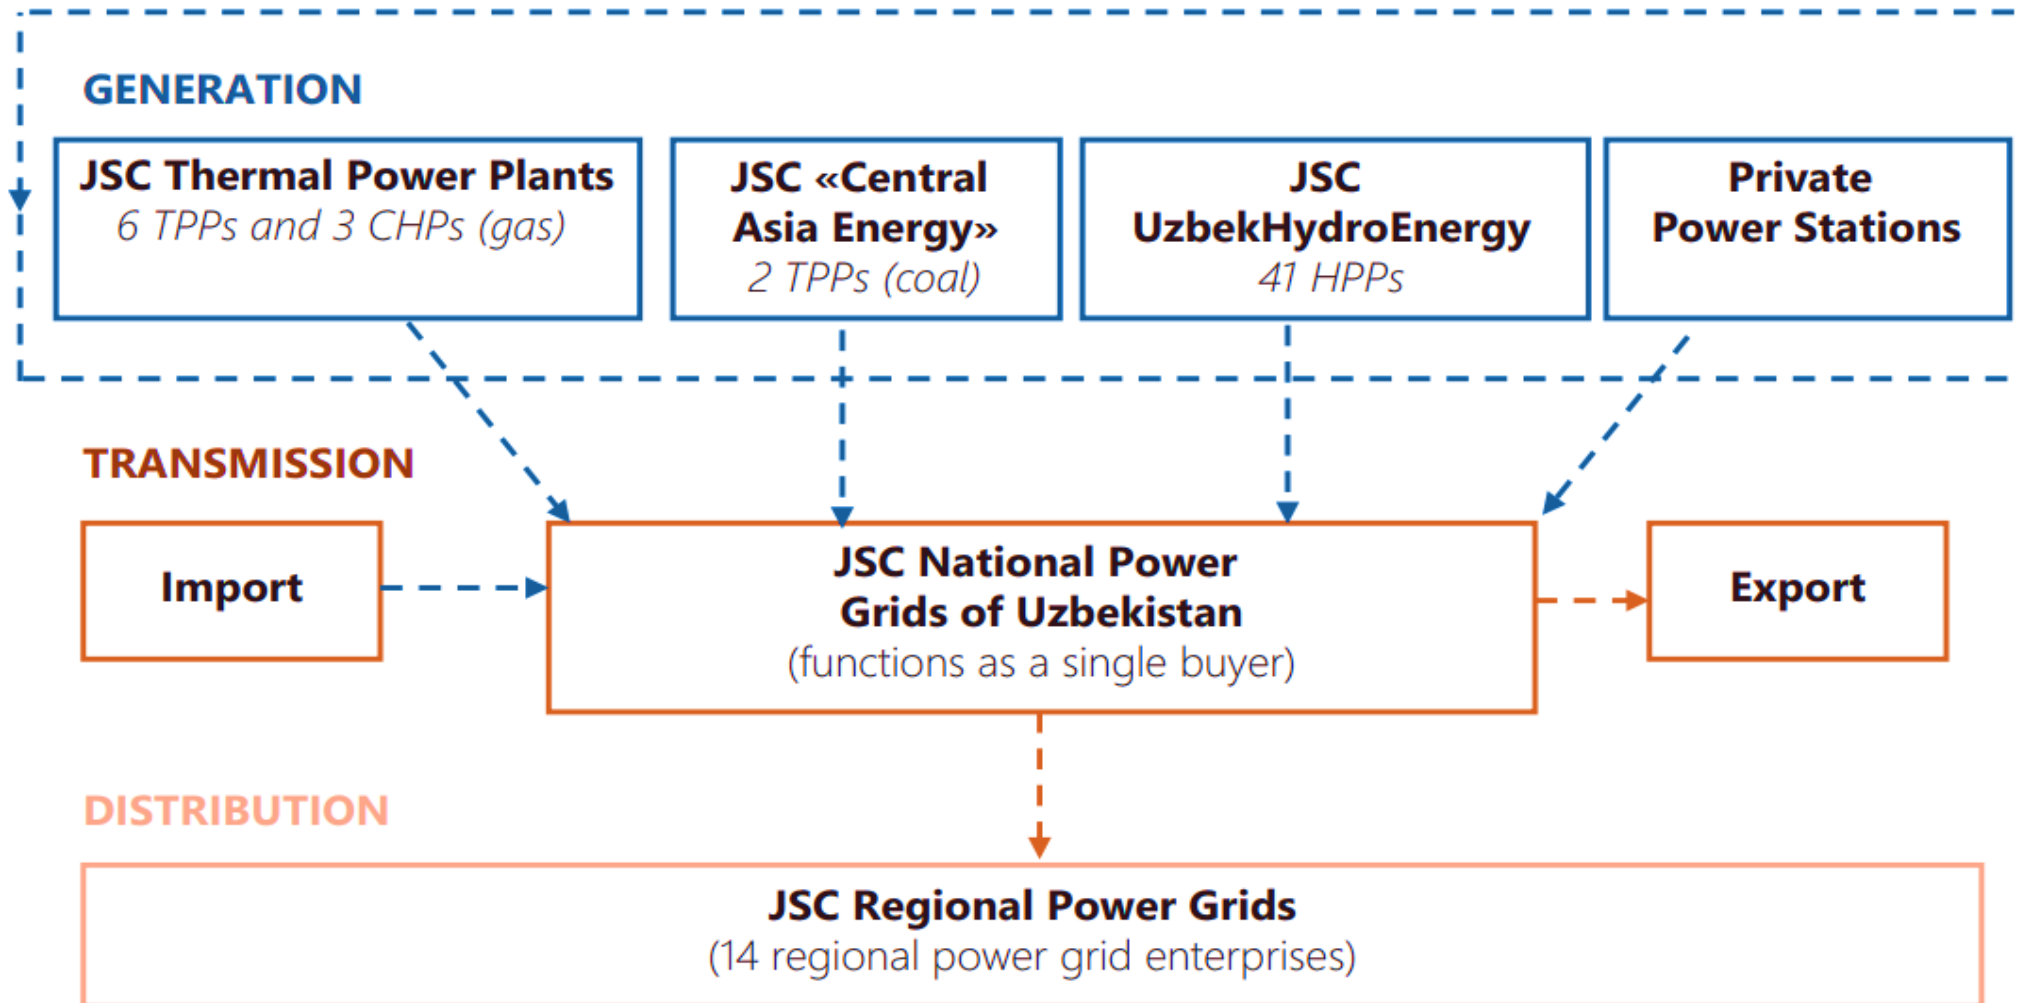 GENERATION
JSC Thermal Power Plants
6 TPPs and 3 CHPs (gas)
JSC «Central
Asia Energy»
2 TPPs (coal)
JSC
UzbekHydroEnergy
41 HPPs
Private
Power Stations
TRANSMISSION
Import
JSC National Power
Grids of Uzbekistan
(functions as a single buyer)
Export
DISTRIBUTION
JSC Regional Power Grids
(14 regional power grid enterprises)